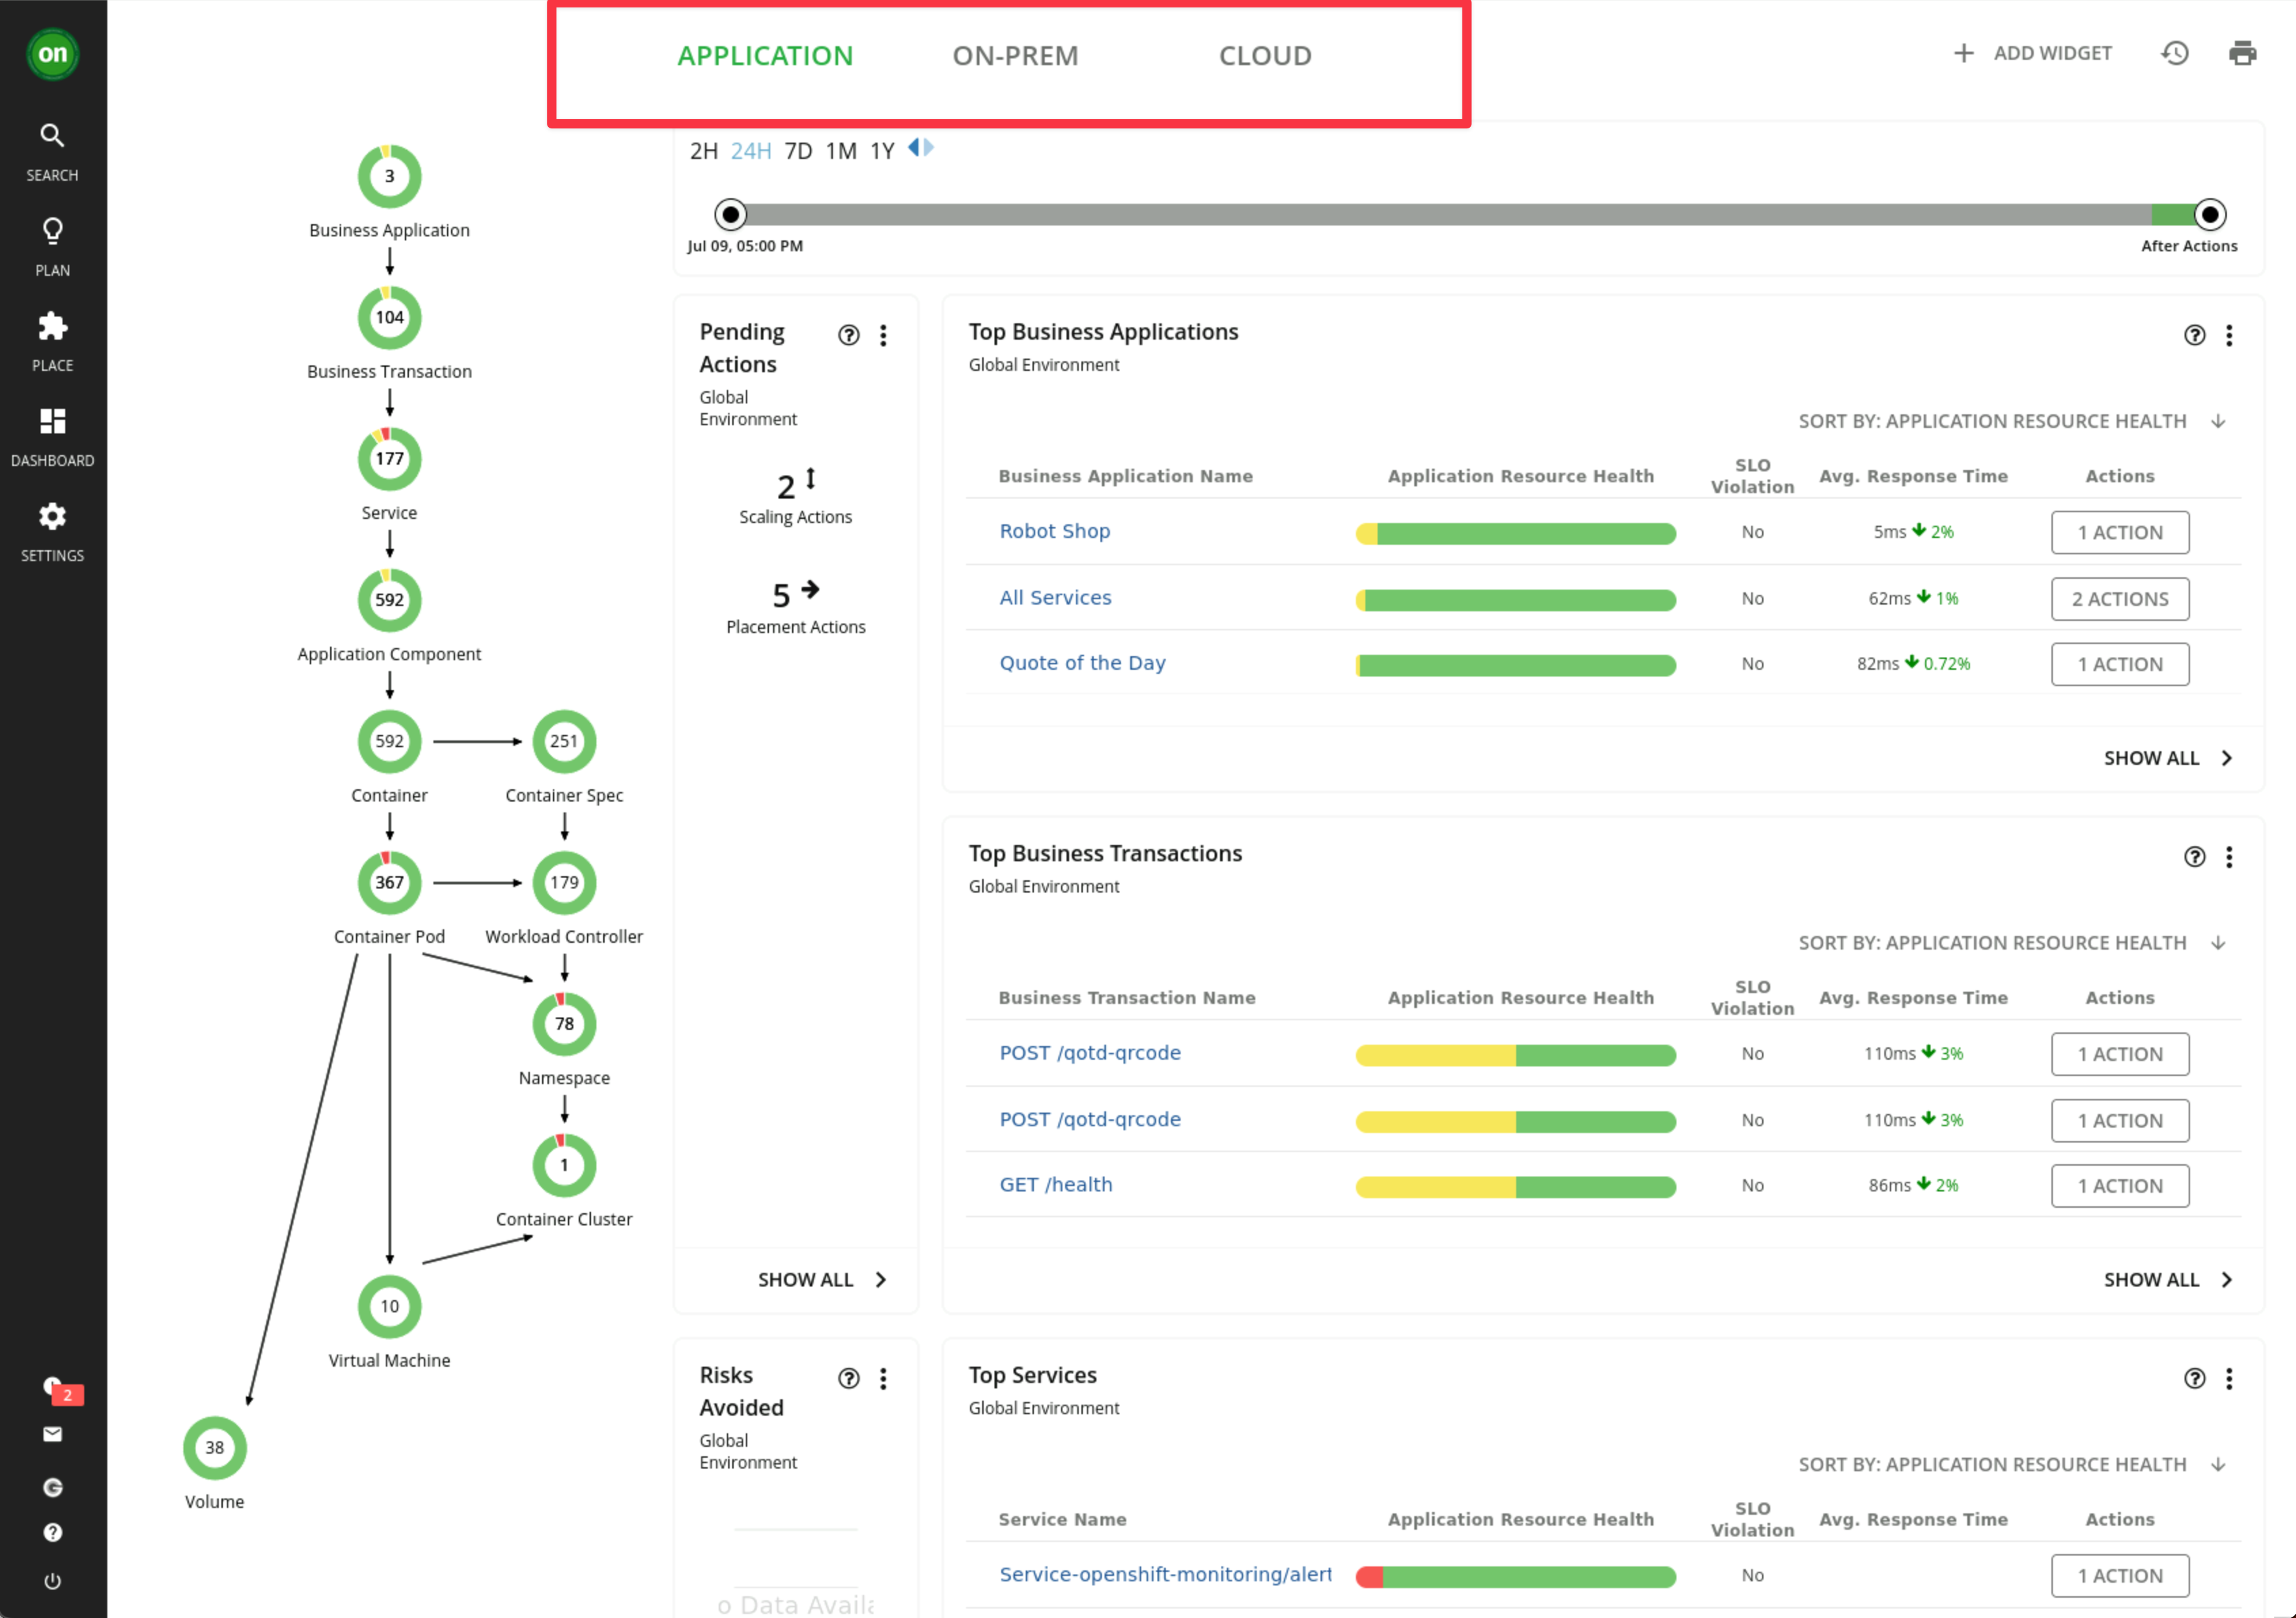 on
SEARCH
PLAN
PLACE
DASHBOARD
SETTINGS
2
APPLICATION ON-PREM CLOUD
+ ADD WIDGET
3
Business Application
104
Business Transaction
177
Service
592
Application Component
592 251
Container Container Spec
367 179
Container Pod Workload Controller
78
Namespace
1
Container Cluster
10
Virtual Machine
38
Volume
2H 24H 7D 1M 1Y
Jul 09, 05:00 PM After Actions
Pending
Actions
Global
Environment
2
Scaling Actions
5
Placement Actions
SHOW ALL
Top Business Applications
Global Environment
SORT BY: APPLICATION RESOURCE HEALTH
Business Application Name Application Resource Health SLO Violation Avg. Response Time Actions
Robot Shop No 5ms 2% 1 ACTION
All Services No 62ms 1% 2 ACTIONS
Quote of the Day No 82ms 0.72% 1 ACTION
SHOW ALL
Top Business Transactions
Global Environment
SORT BY: APPLICATION RESOURCE HEALTH
Business Transaction Name Application Resource Health SLO Violation Avg. Response Time Actions
POST /qotd-qrcode No 110ms 3% 1 ACTION
POST /qotd-qrcode No 110ms 3% 1 ACTION
GET /health No 86ms 2% 1 ACTION
SHOW ALL
Risks
Avoided
Global
Environment
o Data Availa
Top Services
Global Environment
SORT BY: APPLICATION RESOURCE HEALTH
Service Name Application Resource Health SLO Violation Avg. Response Time Actions
Service-openshift-monitoring/alert No 1 ACTION